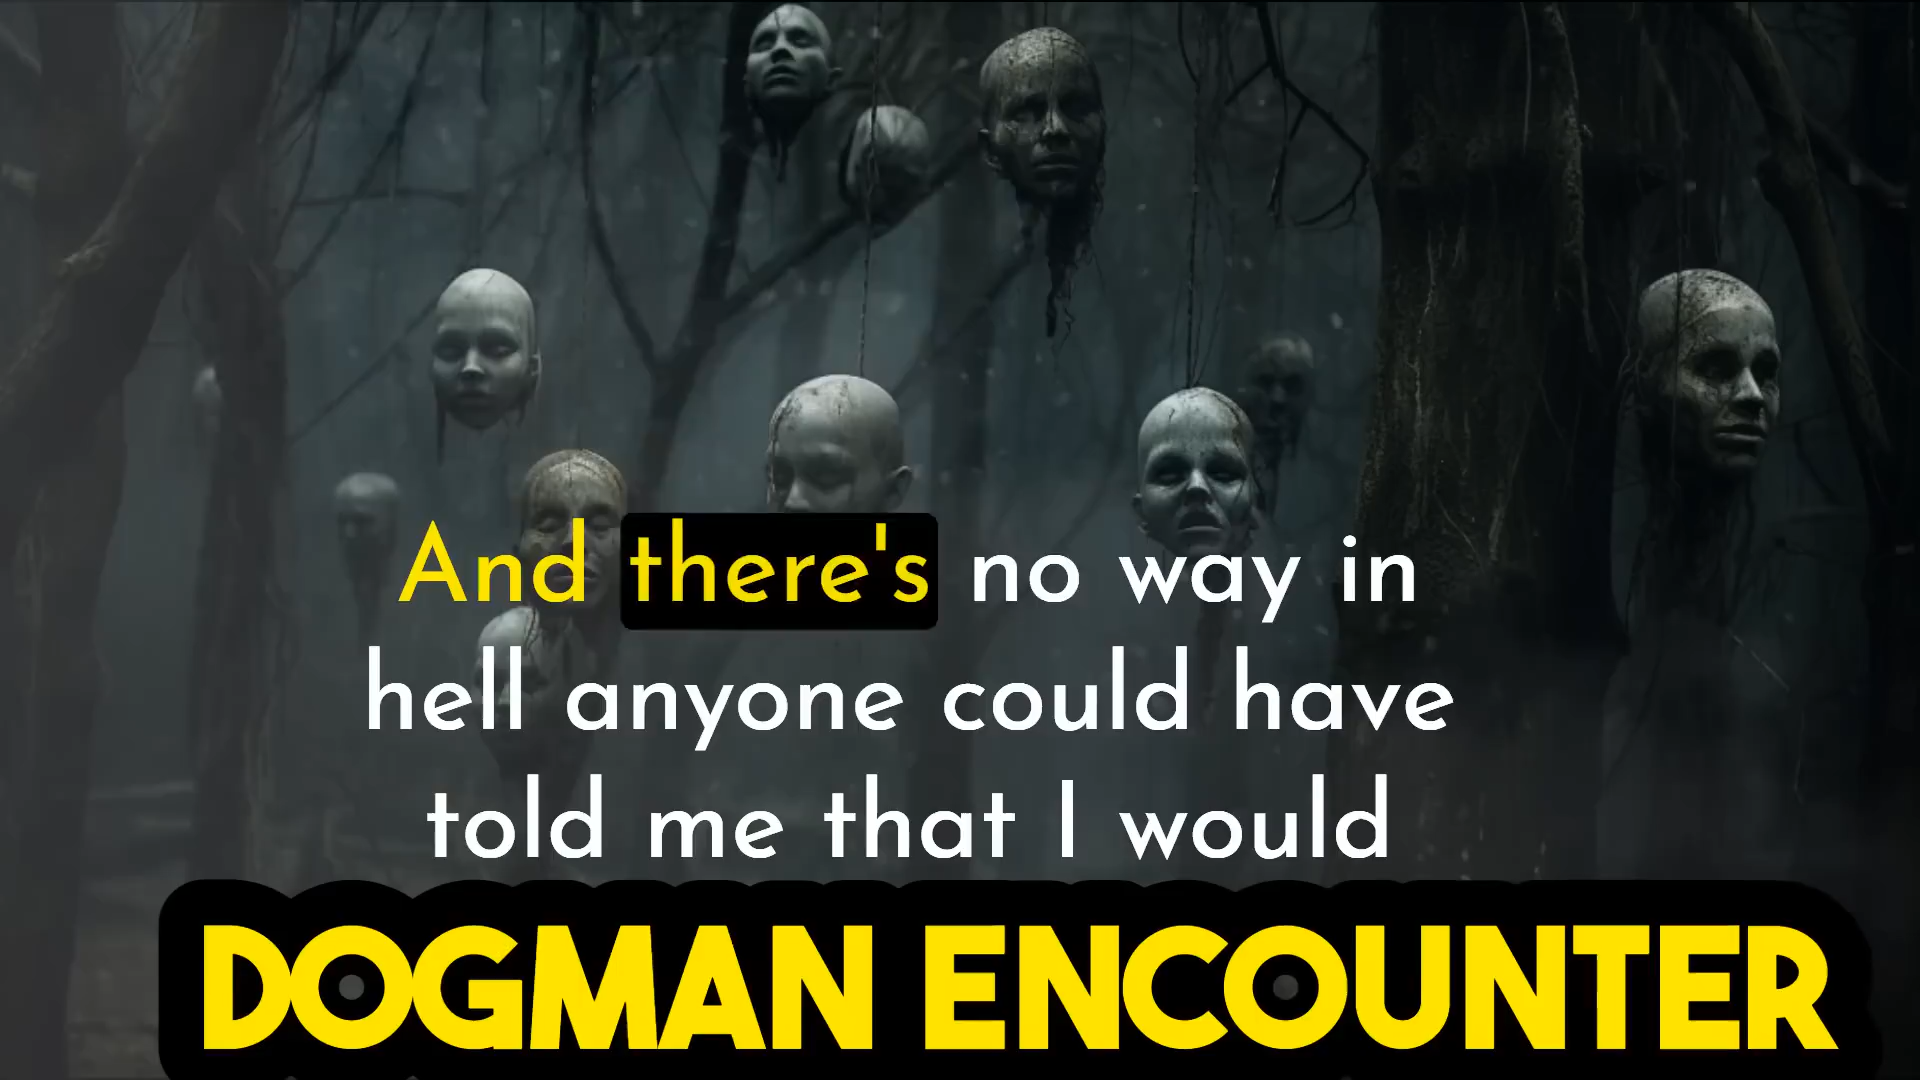 And there's no way in
hell anyone could have
told me that I would
DOGMAN ENCOUNTER